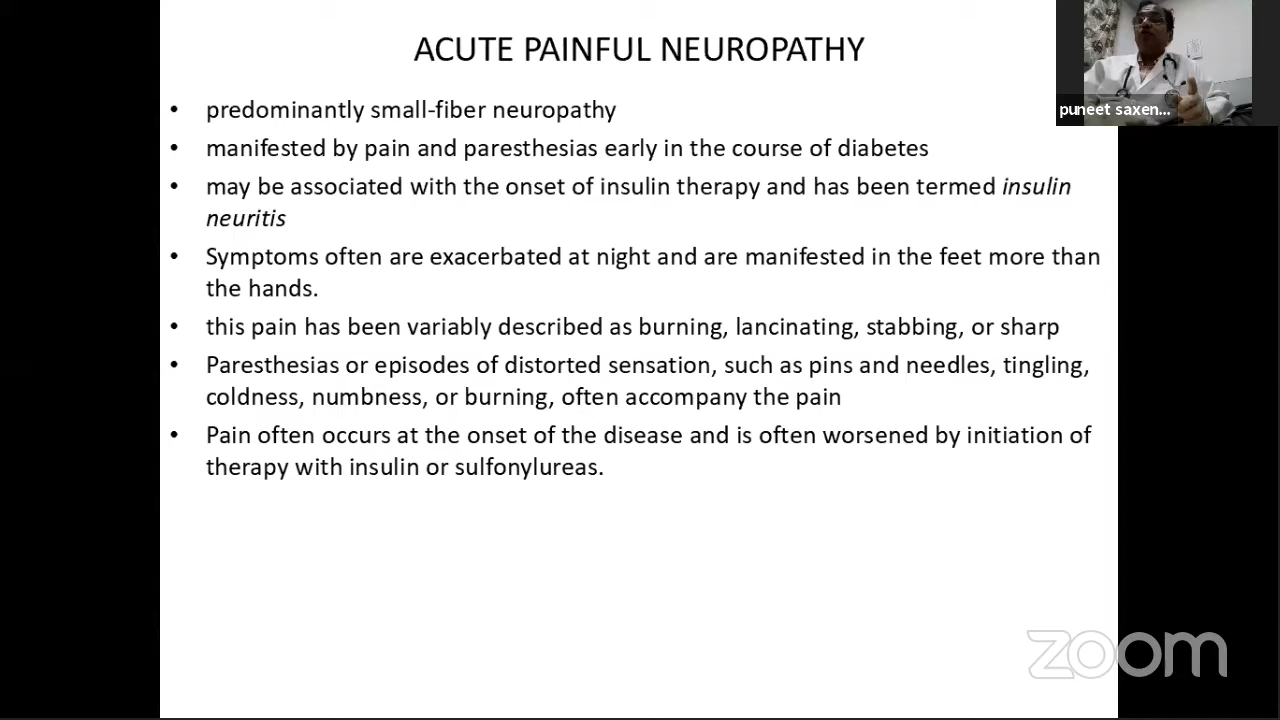 ACUTE PAINFUL NEUROPATHY
puneet saxen...
• predominantly small-fiber neuropathy
• manifested by pain and paresthesias early in the course of diabetes
• may be associated with the onset of insulin therapy and has been termed insulin
neuritis
• Symptoms often are exacerbated at night and are manifested in the feet more than
the hands.
• this pain has been variably described as burning, lancinating, stabbing, or sharp
• Paresthesias or episodes of distorted sensation, such as pins and needles, tingling,
coldness, numbness, or burning, often accompany the pain
• Pain often occurs at the onset of the disease and is often worsened by initiation of
therapy with insulin or sulfonylureas.
zoom